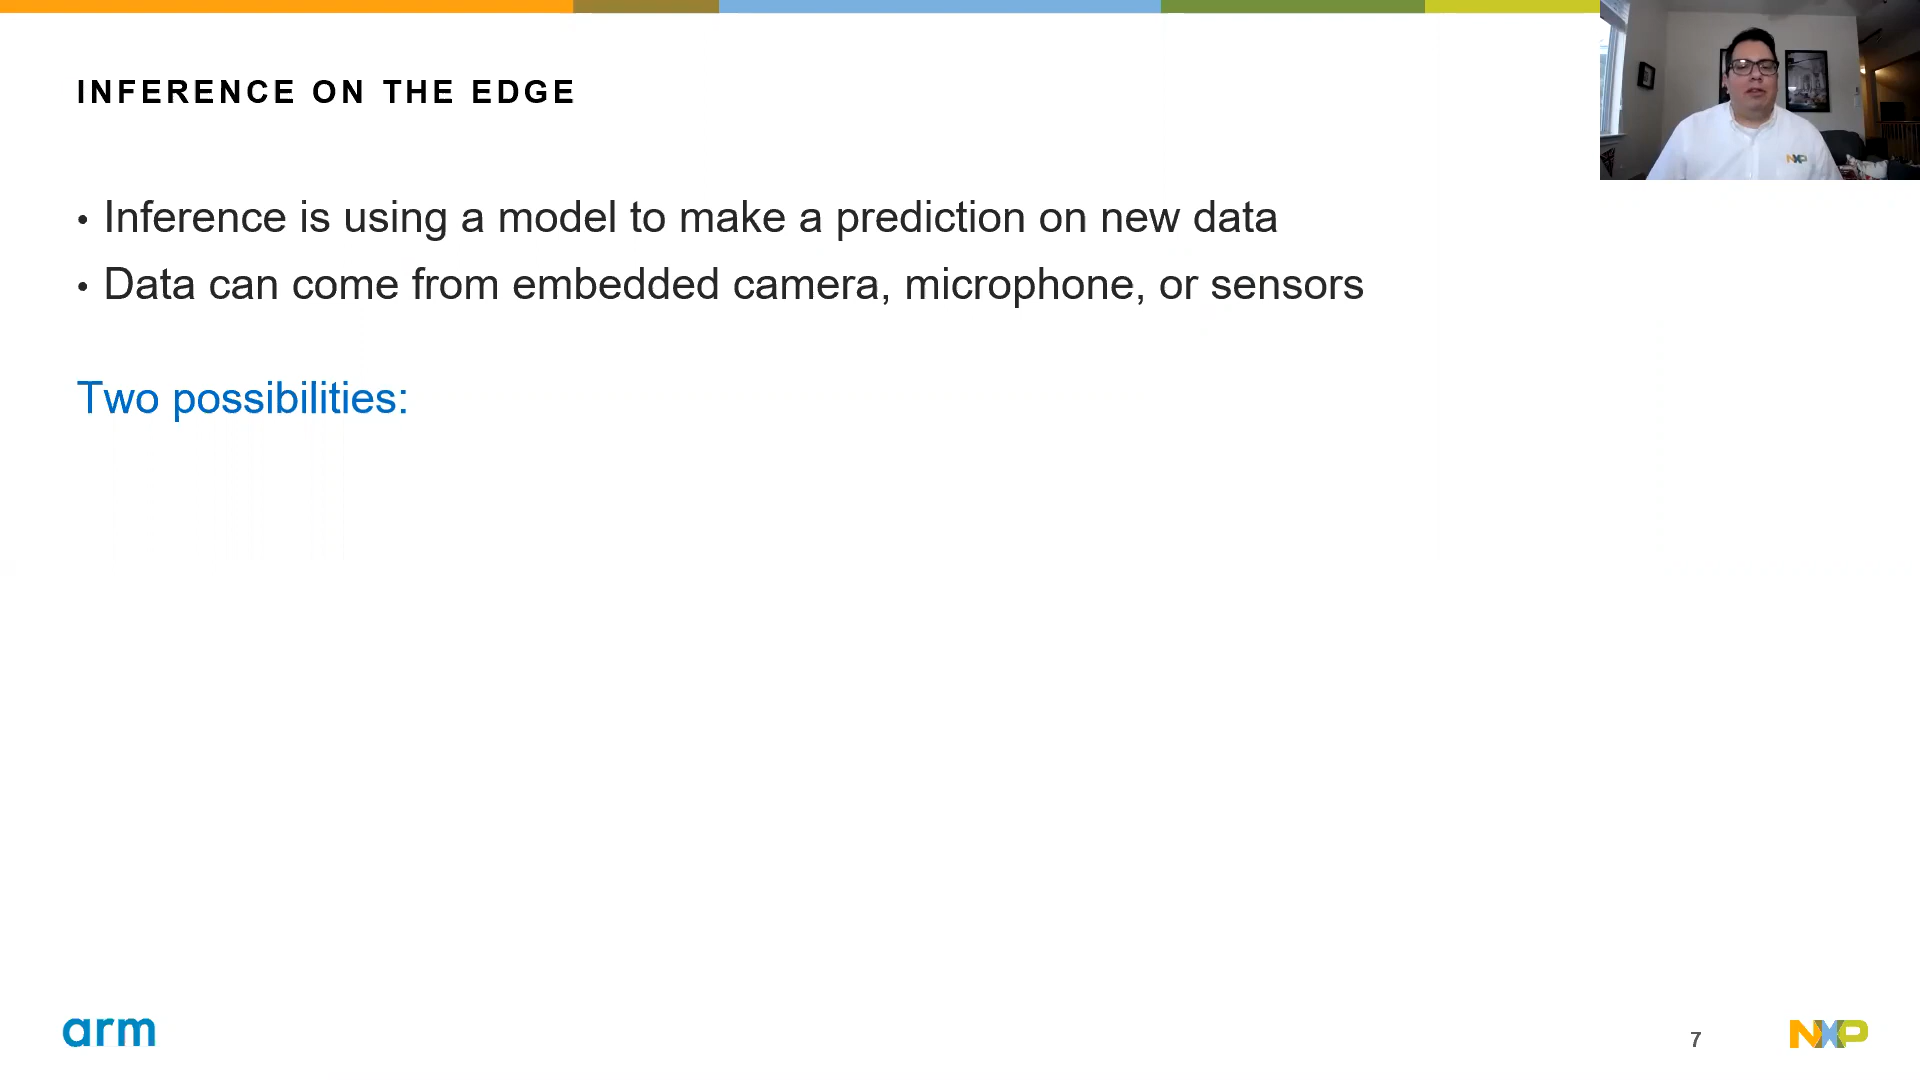 INFERENCE ON THE EDGE
• Inference is using a model to make a prediction on new data
• Data can come from embedded camera, microphone, or sensors
Two possibilities:
NXP
arm
7
NXP